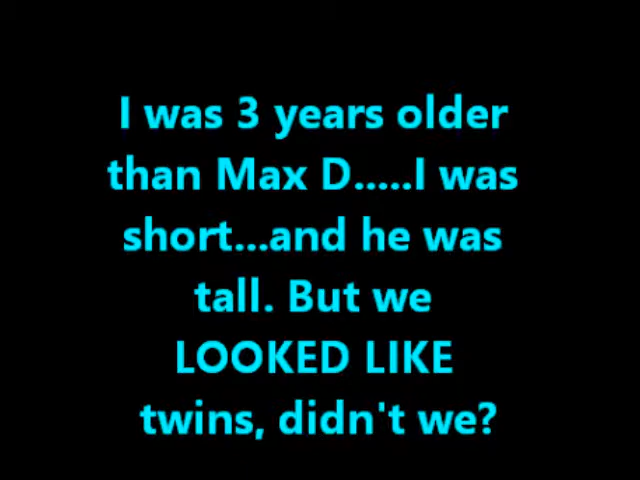 I was 3 years older
than Max D.....I was
short...and he was
tall. But we
LOOKED LIKE
twins, didn't we?